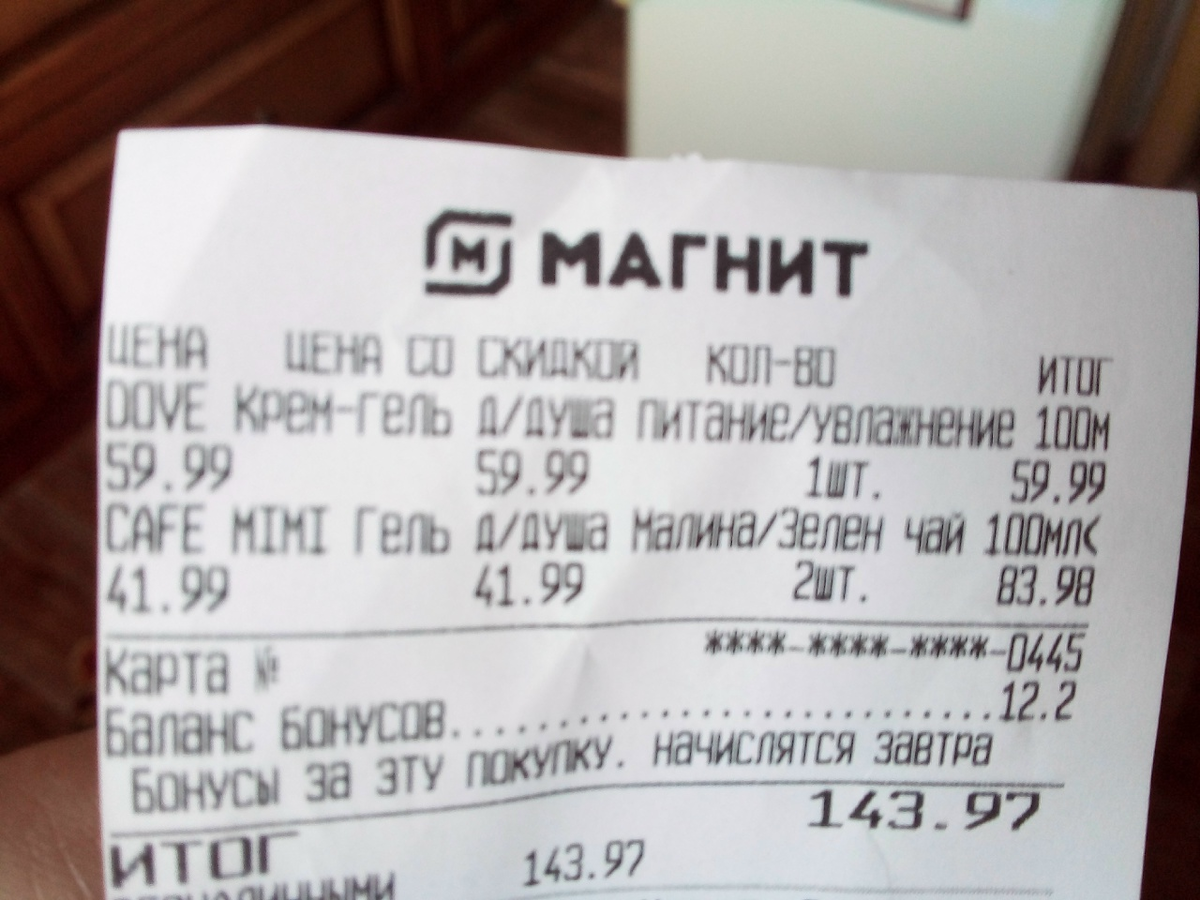 М МАГНИТ
ЦЕНА ЦЕНА СО СКИДКОЙ КОЛ-ВО ИТОГ
DOVE Крем-гель д/душа питание/увлажнение 100м
59.99 59.99 1шт. 59.99
CAFE MIMI Гель д/душа Малина/Зелен чай 100мл<
41.99 41.99 2шт. 83.98
Карта № ****-****-****-0445
Баланс БОНУСОВ..............................12.2
Бонусы за эту покупку. начислятся завтра
ИТОГ 143.97
143.97